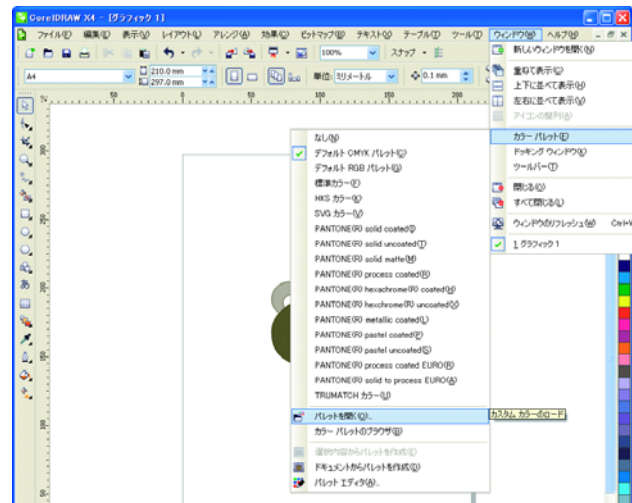 CorelDRAW X4 - [グラフィック 1]
ファイル(F) 編集(E) 表示(V) レイアウト(L) アレンジ(A) 効果(C) ビットマップ(B) テキスト(X) テーブル(T) ツール(O) ウィンドウ(W) ヘルプ(H)
100% スナップ
A4 210.0 mm 297.0 mm 単位: ミリメートル 0.1 mm
50 0 50 100 150 200
新しいウィンドウを開く(N)
重ねて表示(C)
上下に並べて表示(H)
左右に並べて表示(V)
アイコンの整列(A)
カラー パレット(E)
ドッキング ウィンドウ(K)
ツールバー(T)
閉じる(O)
すべて閉じる(L)
ウィンドウのリフレッシュ(W) Ctrl+W
1 グラフィック 1
なし(N)
デフォルト CMYK パレット(C)
デフォルト RGB パレット(G)
標準カラー(F)
HKS カラー(K)
SVG カラー(V)
PANTONE(R) solid coated(I)
PANTONE(R) solid uncoated(T)
PANTONE(R) solid matte(M)
PANTONE(R) process coated(R)
PANTONE(R) hexachrome(R) coated(H)
PANTONE(R) hexchrome(R) uncoated(X)
PANTONE(R) metallic coated(L)
PANTONE(R) pastel coated(P)
PANTONE(R) pastel uncoated(S)
PANTONE(R) process coated EURO(R)
PANTONE(R) solid to process EURO(A)
TRUMATCH カラー(U)
パレットを開く(O)...
カスタム カラーのロード
カラー パレットのブラウザ(B)
選択内容からパレットを作成(E)
ドキュメントからパレットを作成(D)
パレット エディタ(A)...